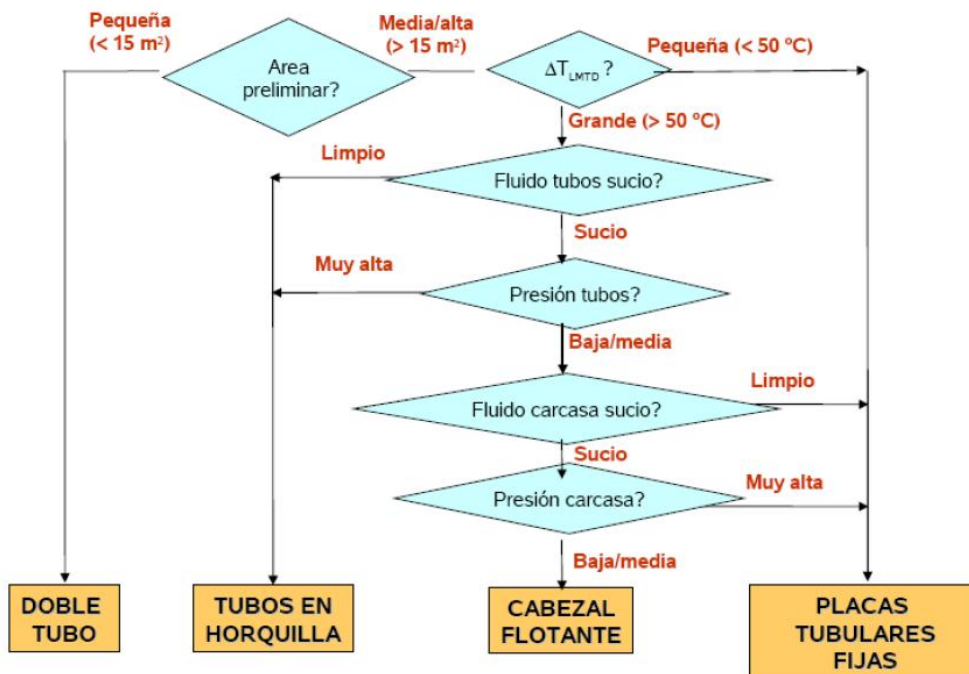 Pequeña
(< 15 m²)
Media/alta
(> 15 m²)
Pequeña (< 50 ºC)
Area
preliminar?
ΔT LMTD ?
Grande (> 50 ºC)
Limpio
Fluido tubos sucio?
Sucio
Muy alta
Presión tubos?
Baja/media
Limpio
Fluido carcasa sucio?
Sucio
Muy alta
Presión carcasa?
Baja/media
DOBLE
TUBO
TUBOS EN
HORQUILLA
CABEZAL
FLOTANTE
PLACAS
TUBULARES
FIJAS